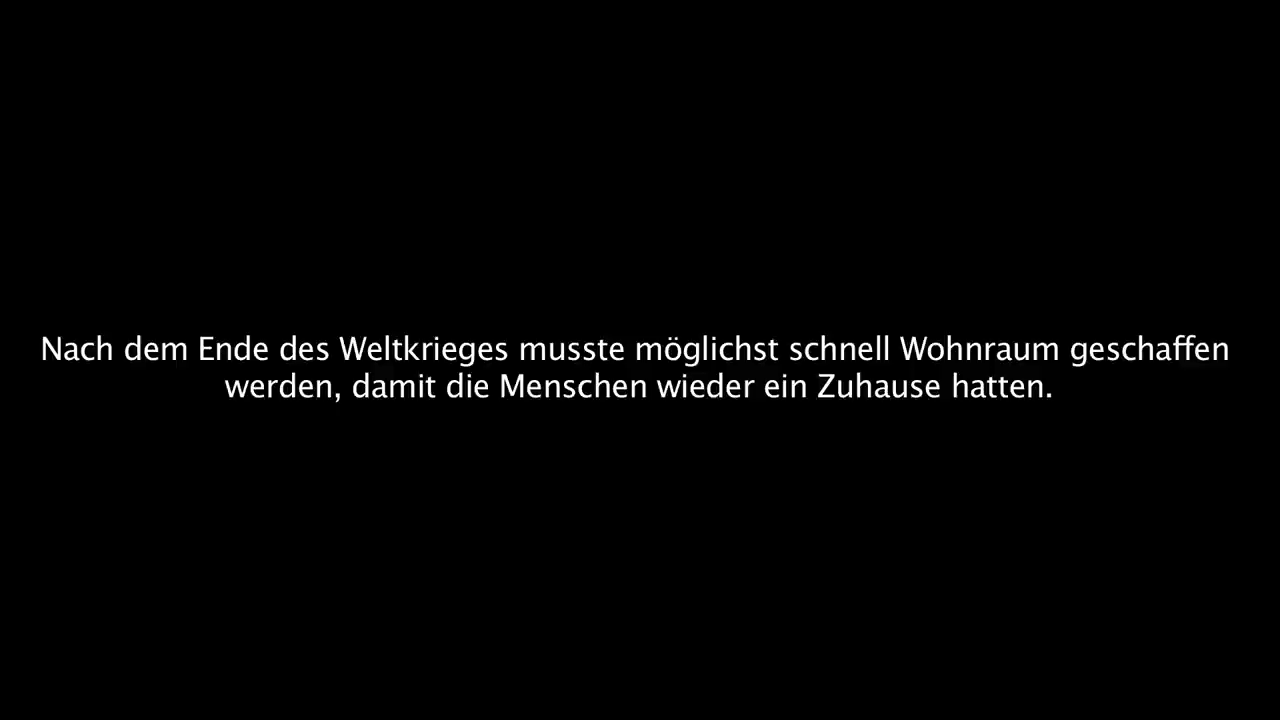 Nach dem Ende des Weltkrieges musste möglichst schnell Wohnraum geschaffen
werden, damit die Menschen wieder ein Zuhause hatten.